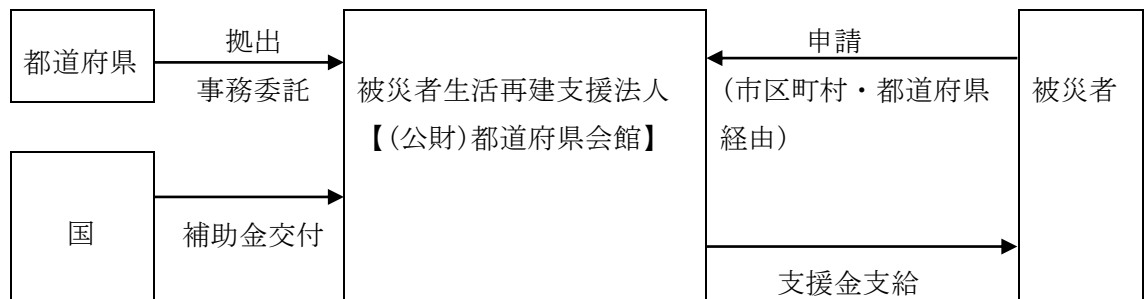 都道府県
拠出
事務委託
国
補助金交付
被災者生活再建支援法人
【(公財)都道府県会館】
申請
(市区町村・都道府県
経由)
支援金支給
被災者